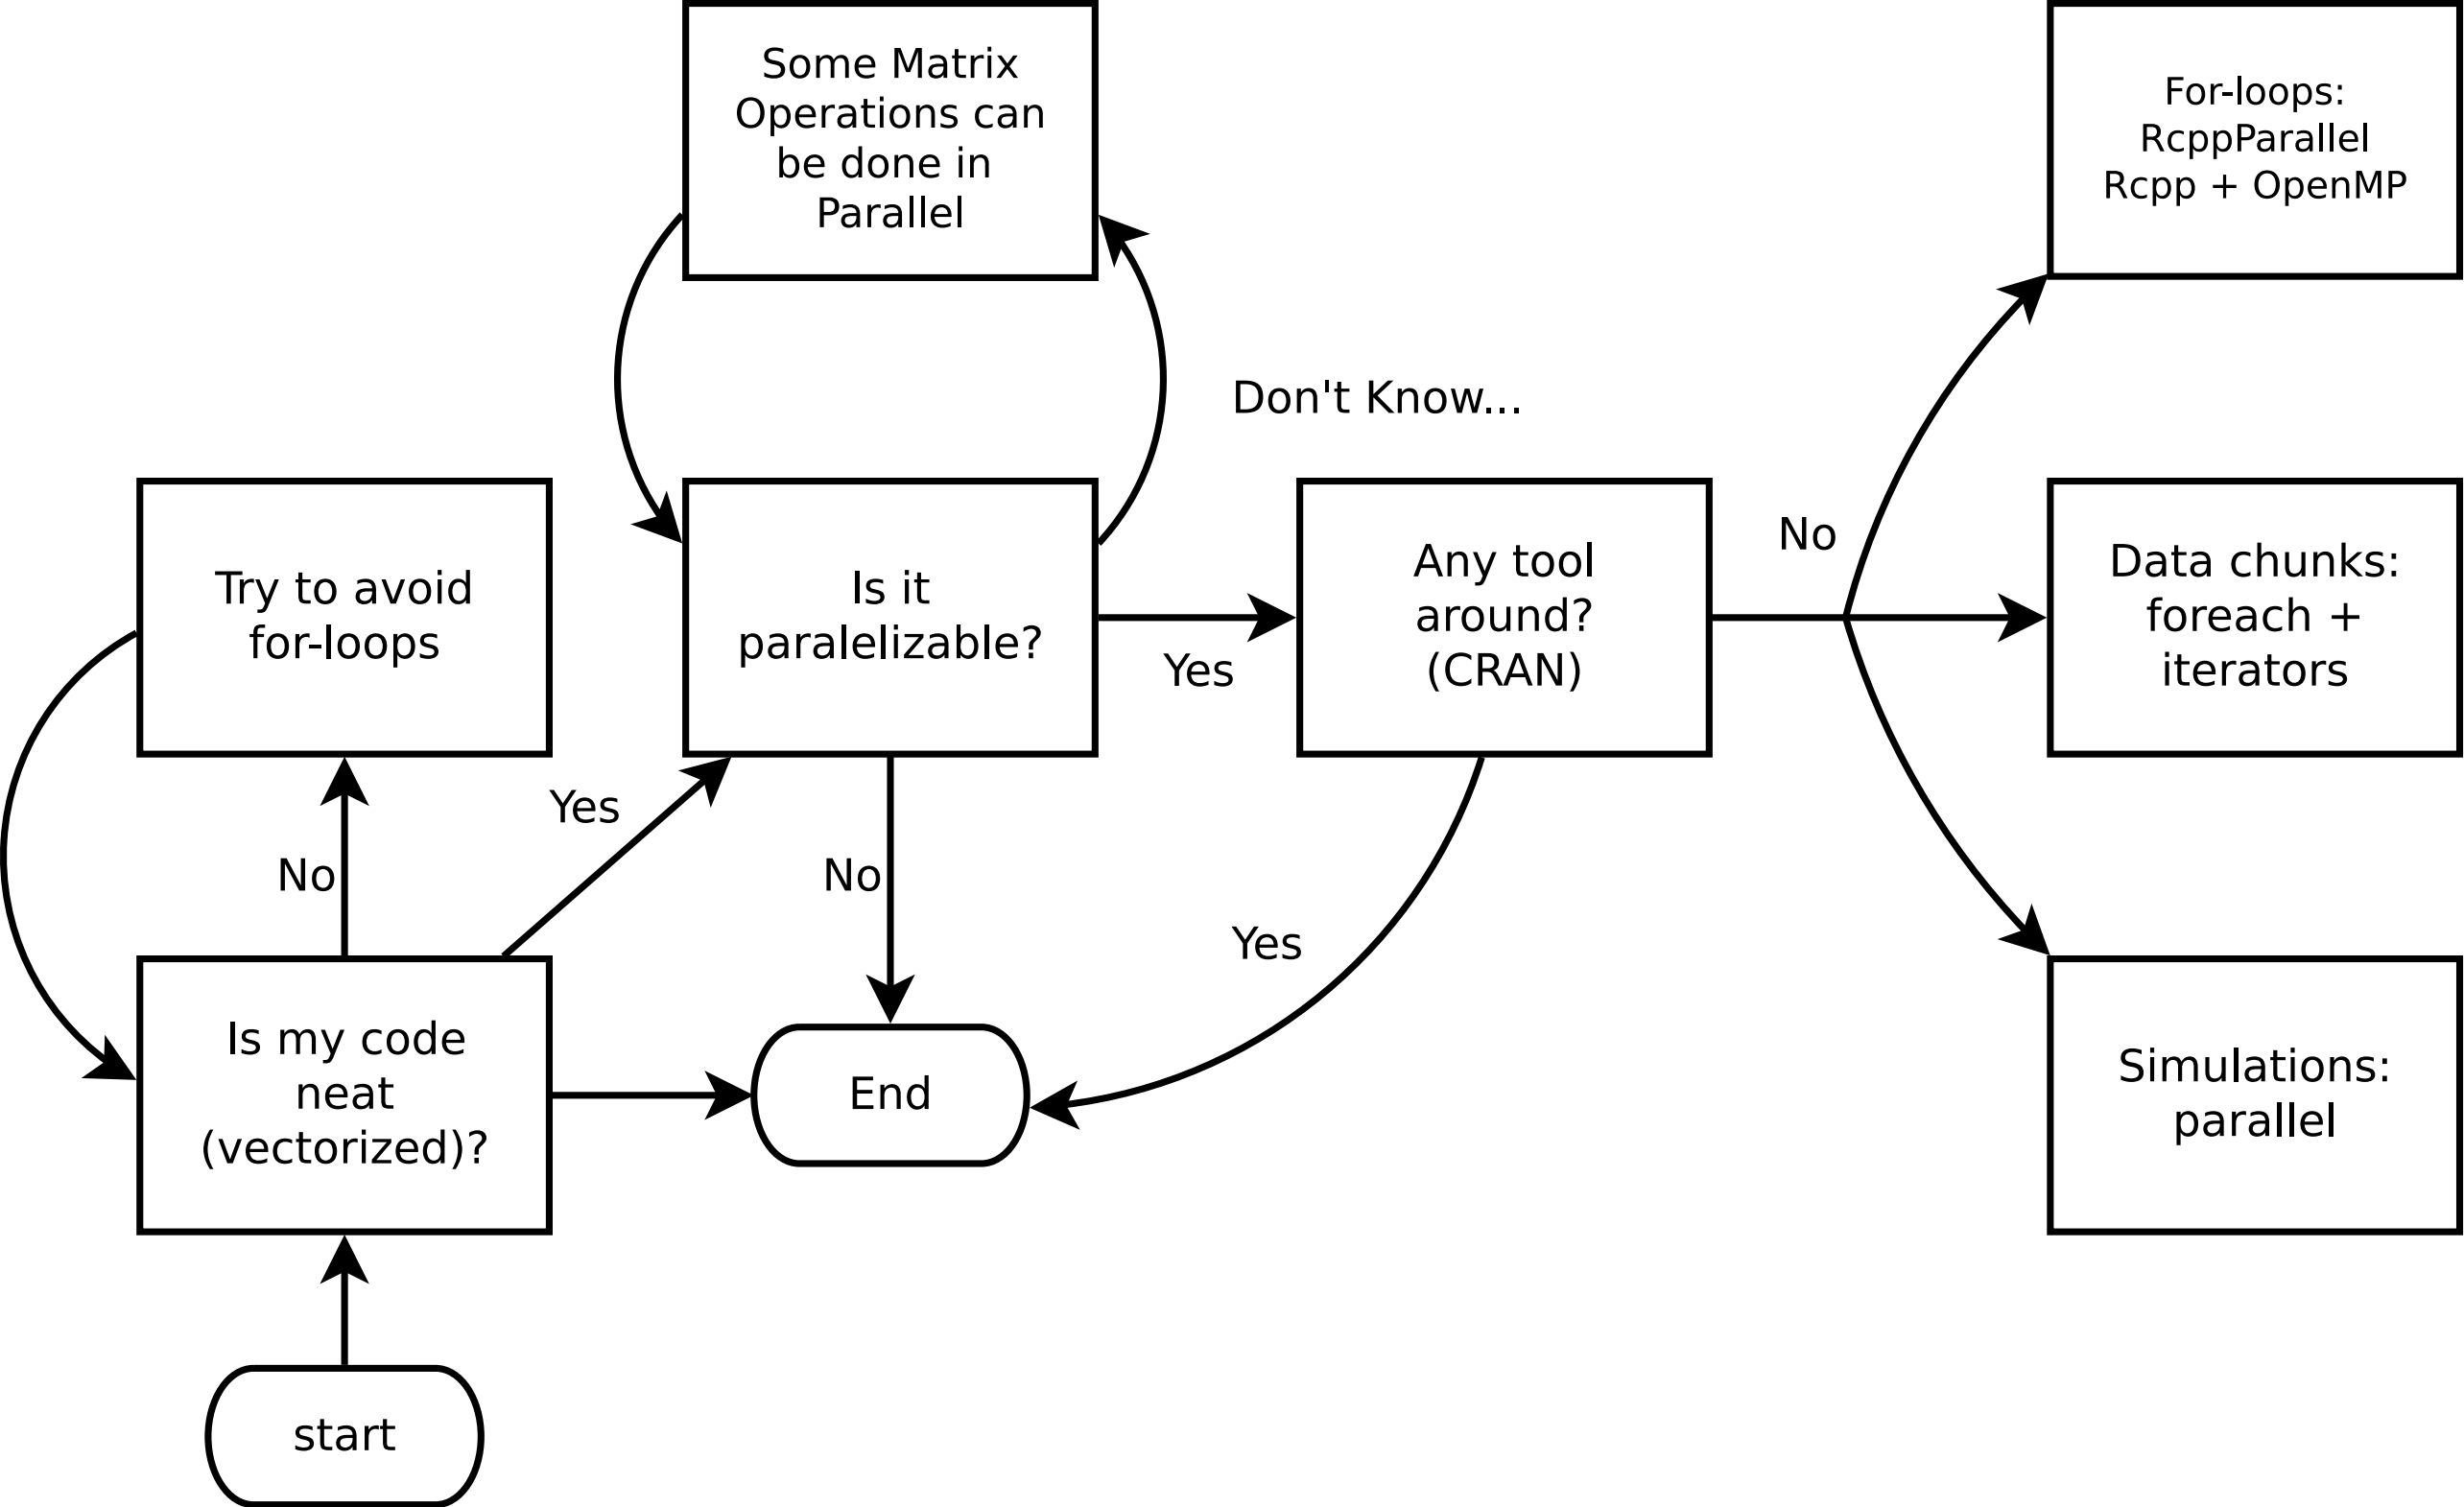 Some Matrix
Operations can
be done in
Parallel
For-loops:
RcppParallel
Rcpp + OpenMP
Don't Know...
Try to avoid
for-loops
Is it
paralelizable?
Yes
Any tool
around?
(CRAN)
No
Data chunks:
foreach +
iterators
No
Yes
No
Yes
Is my code
neat
(vectorized)?
End
Simulations:
parallel
start